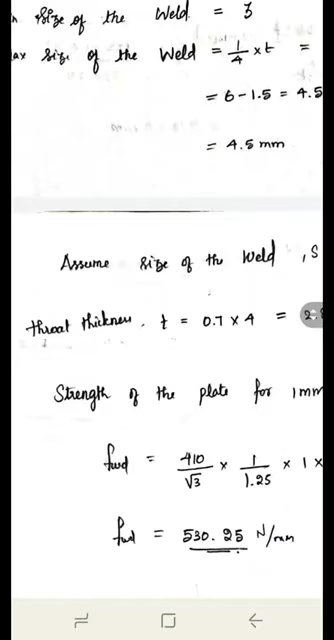 Size of the Weld = 3
Size of the Weld = 1/4 × t =
= 6 - 1.5 = 4.5
= 4.5 mm
Assume size of the Weld , S
throat thickness, t = 0.7 × 4 = 2.8
Strength of the plate for 1mm
fwd = 410/√3 × 1/1.25 × 1 ×
fwd = 530.25 N/mm